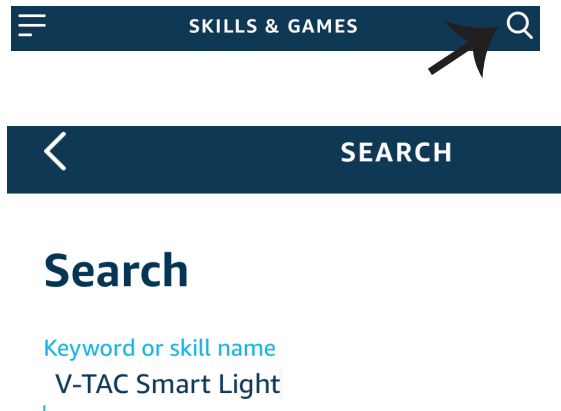 SKILLS & GAMES
SEARCH
Search
Keyword or skill name
V-TAC Smart Light